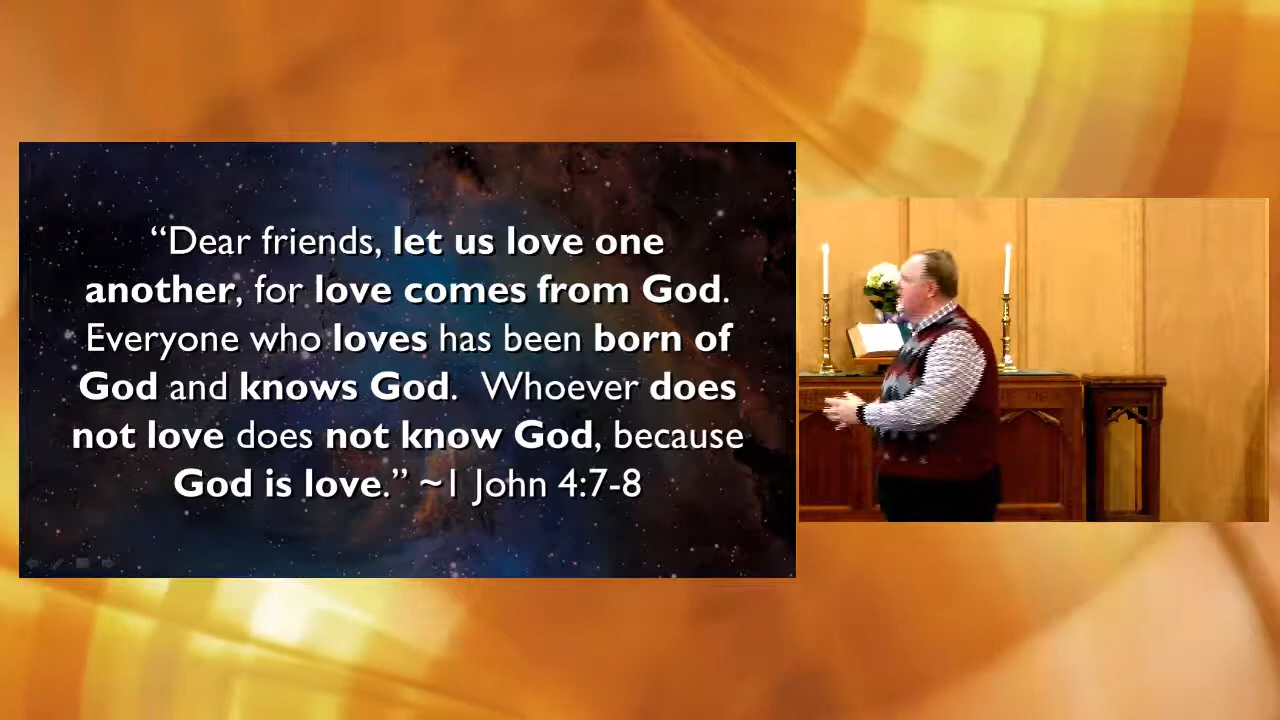 “Dear friends, let us love one
another, for love comes from God.
Everyone who loves has been born of
God and knows God.  Whoever does
not love does not know God, because
God is love.” ~1 John 4:7-8